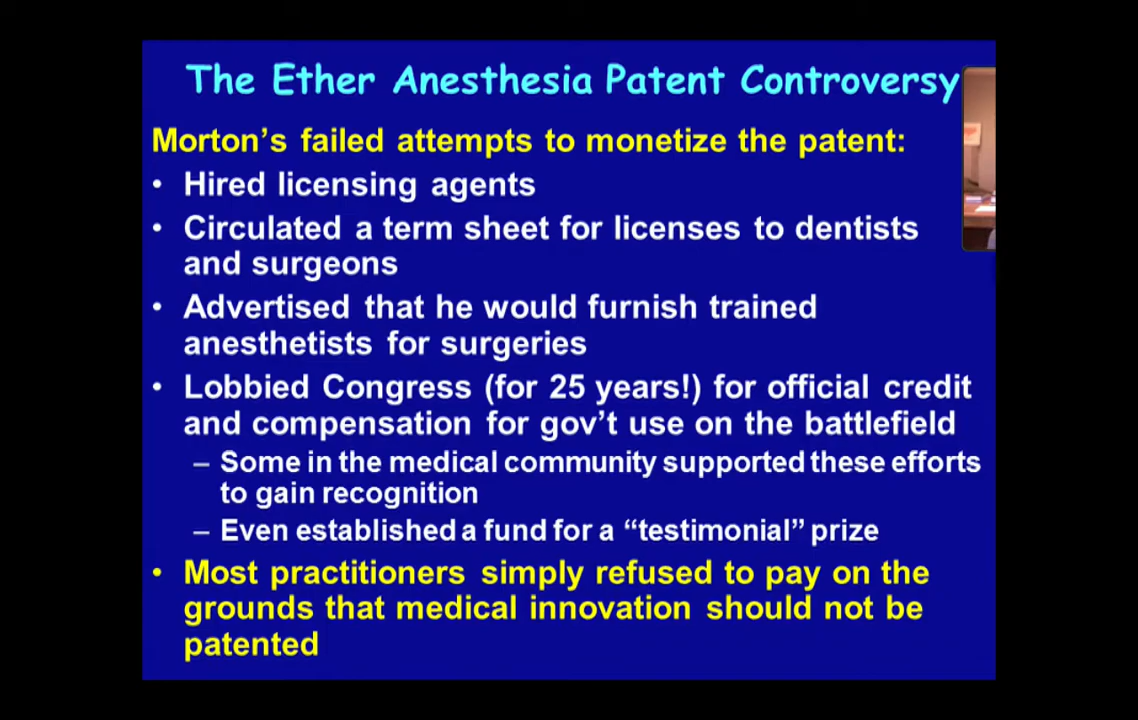 The Ether Anesthesia Patent Controversy
Morton's failed attempts to monetize the patent:
• Hired licensing agents
• Circulated a term sheet for licenses to dentists
and surgeons
• Advertised that he would furnish trained
anesthetists for surgeries
• Lobbied Congress (for 25 years!) for official credit
and compensation for gov't use on the battlefield
– Some in the medical community supported these efforts
to gain recognition
– Even established a fund for a “testimonial” prize
• Most practitioners simply refused to pay on the
grounds that medical innovation should not be
patented